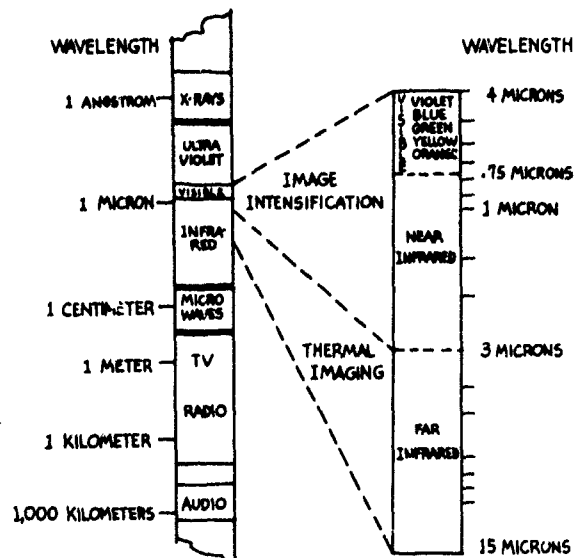 WAVELENGTH
1 ANGSTROM
1 MICRON
1 CENTIMETER
1 METER
1 KILOMETER
1,000 KILOMETERS
X-RAYS
ULTRA
VIOLET
VISIBLE
INFRA-
RED
MICRO
WAVES
TV
RADIO
AUDIO
IMAGE
INTENSIFICATION
THERMAL
IMAGING
VIOLET
BLUE
GREEN
YELLOW
ORANGE
NEAR
INFRARED
FAR
INFRARED
WAVELENGTH
4 MICRONS
.75 MICRONS
1 MICRON
3 MICRONS
15 MICRONS